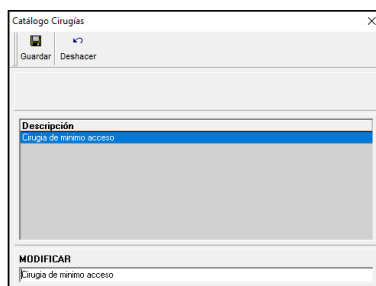 Catálogo Cirugías
Guardar Deshacer
Descripción
Cirugia de minimo acceso
MODIFICAR
Cirugia de minimo acceso